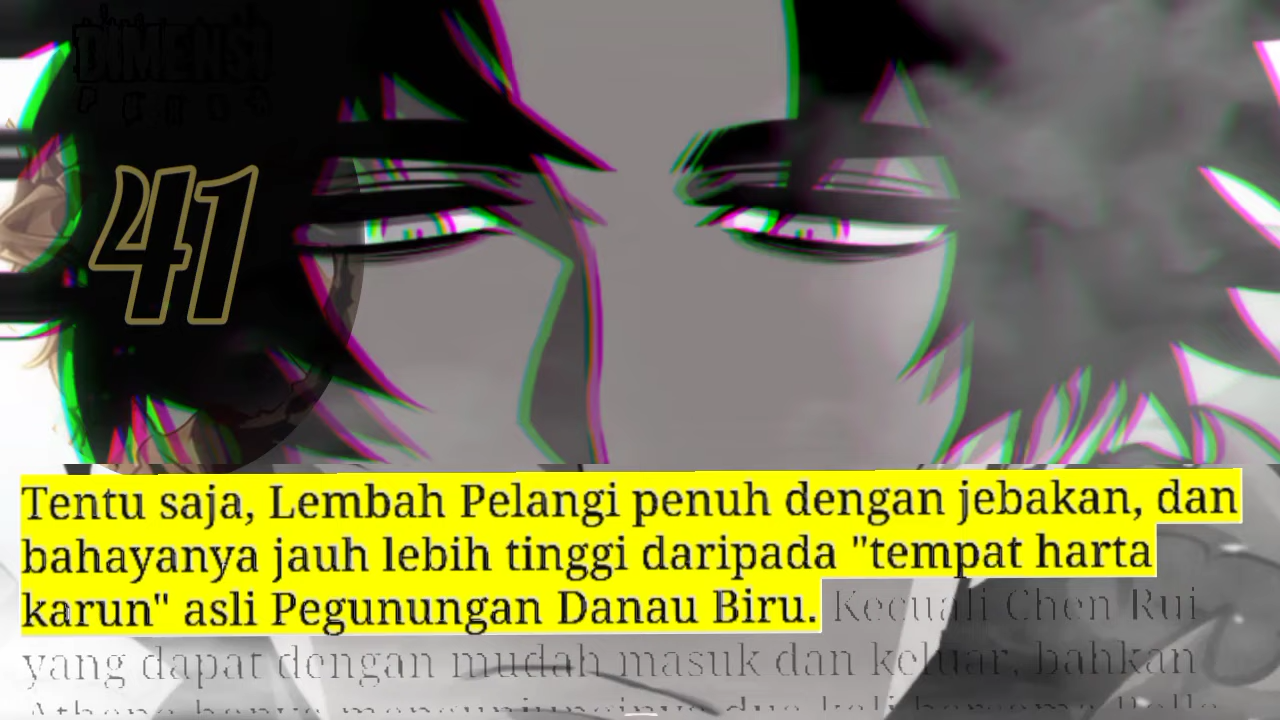 DIMENSI
41
Tentu saja, Lembah Pelangi penuh dengan jebakan, dan
bahayanya jauh lebih tinggi daripada "tempat harta
karun" asli Pegunungan Danau Biru. Kecuali Chen Rui
yang dapat dengan mudah masuk dan keluar, bahkan